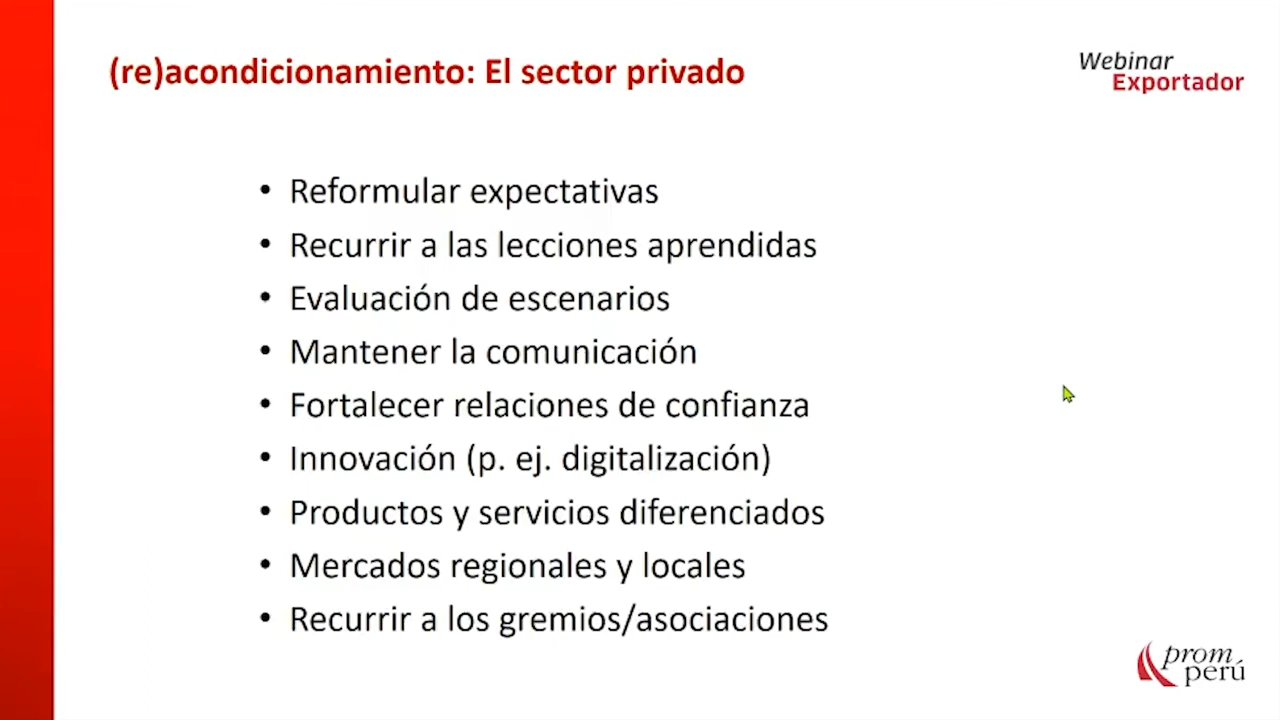 (re)acondicionamiento: El sector privado
Webinar
Exportador
• Reformular expectativas
• Recurrir a las lecciones aprendidas
• Evaluación de escenarios
• Mantener la comunicación
• Fortalecer relaciones de confianza
• Innovación (p. ej. digitalización)
• Productos y servicios diferenciados
• Mercados regionales y locales
• Recurrir a los gremios/asociaciones
prom
perú